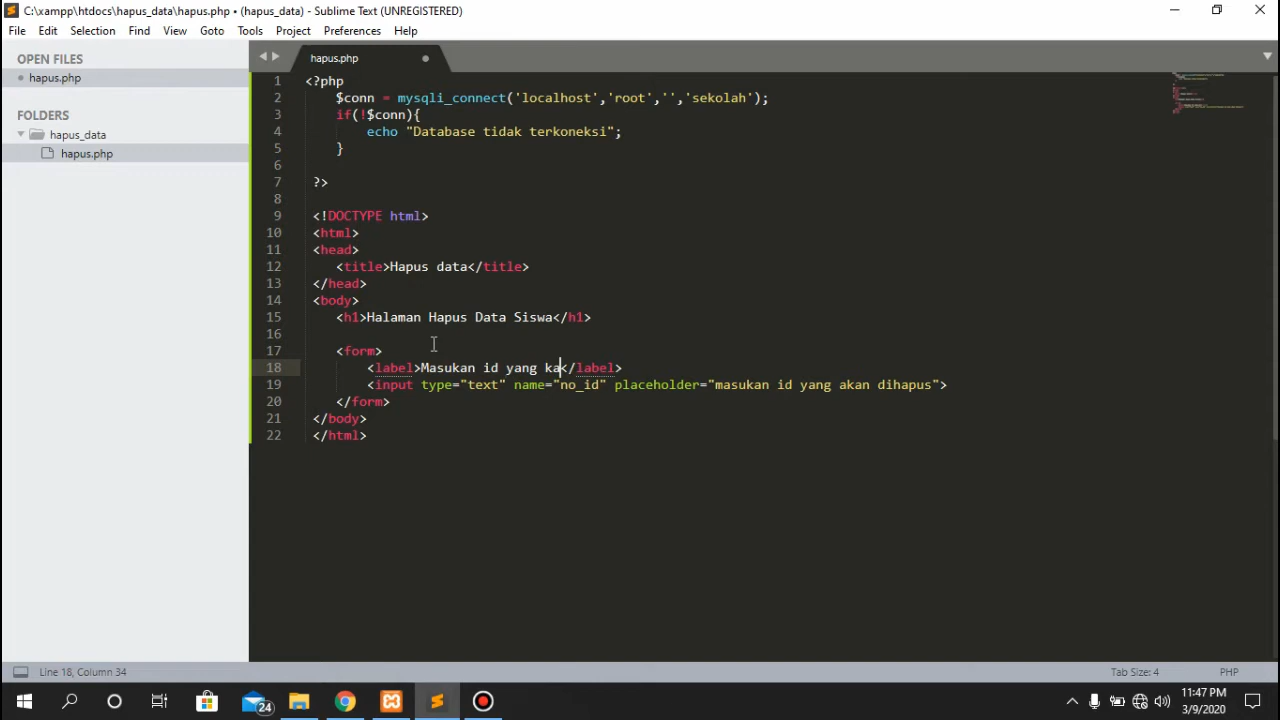 C:\xampp\htdocs\hapus_data\hapus.php • (hapus_data) - Sublime Text (UNREGISTERED)
File Edit Selection Find View Goto Tools Project Preferences Help
OPEN FILES
hapus.php
FOLDERS
hapus_data
hapus.php
hapus.php
1 <?php
2 $conn = mysqli_connect('localhost','root','','sekolah');
3 if(!$conn){
4 echo "Database tidak terkoneksi";
5 }
6
7 ?>
8
9 <!DOCTYPE html>
10 <html>
11 <head>
12 <title>Hapus data</title>
13 </head>
14 <body>
15 <h1>Halaman Hapus Data Siswa</h1>
16
17 <form>
18 <label>Masukan id yang ka</label>
19 <input type="text" name="no_id" placeholder="masukan id yang akan dihapus">
20 </form>
21 </body>
22 </html>
Line 18, Column 34
Tab Size: 4
PHP
24
11:47 PM
3/9/2020